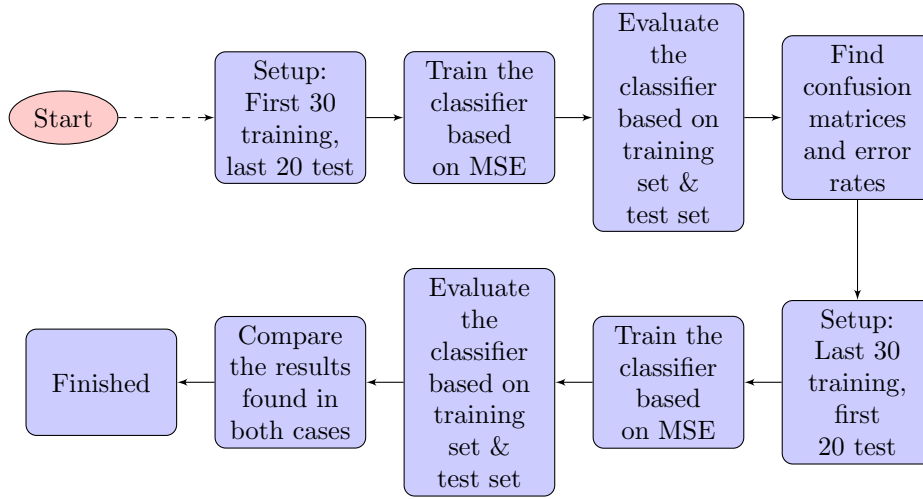 Start
Setup:
First 30
training,
last 20 test
Train the
classifier
based
on MSE
Evaluate
the
classifier
based on
training
set &
test set
Find
confusion
matrices
and error
rates
Setup:
Last 30
training,
first
20 test
Train the
classifier
based
on MSE
Evaluate
the
classifier
based on
training
set &
test set
Compare
the results
found in
both cases
Finished